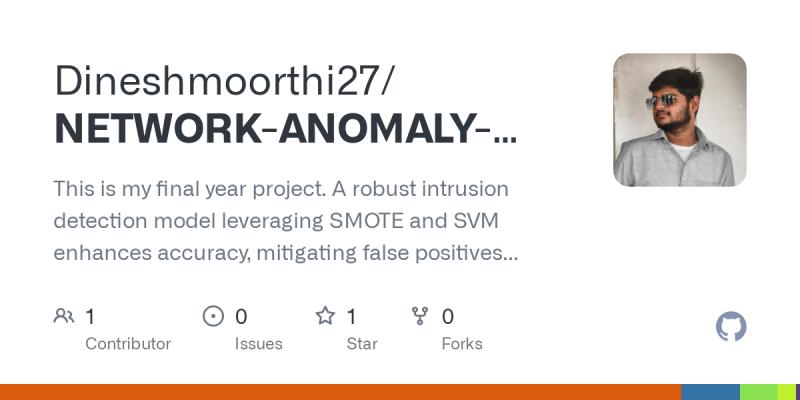 Dineshmoorthi27/
NETWORK-ANOMALY-...
This is my final year project. A robust intrusion
detection model leveraging SMOTE and SVM
enhances accuracy, mitigating false positives...
1 0 1 0
Contributor Issues Star Forks